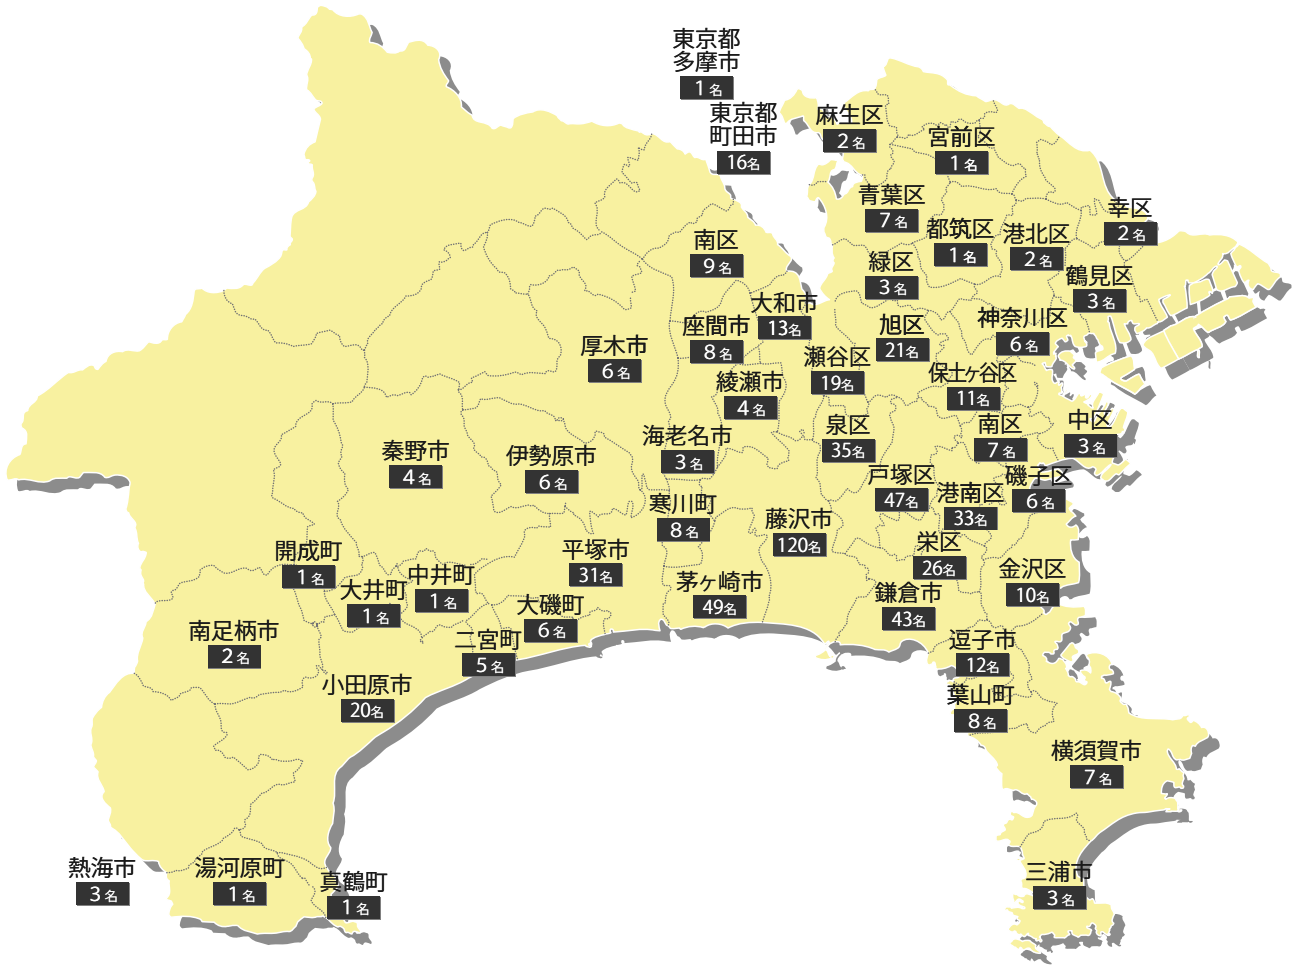 東京都
多摩市
1名
東京都
町田市
16名
麻生区
2名
宮前区
1名
青葉区
7名
都筑区
1名
港北区
2名
幸区
2名
南区
9名
緑区
3名
鶴見区
3名
大和市
13名
座間市
8名
旭区
21名
神奈川区
6名
厚木市
6名
瀬谷区
19名
保土ヶ谷区
11名
綾瀬市
4名
泉区
35名
南区
7名
中区
3名
海老名市
3名
秦野市
4名
伊勢原市
6名
戸塚区
47名
港南区
33名
磯子区
6名
寒川町
8名
藤沢市
120名
栄区
26名
開成町
1名
平塚市
31名
金沢区
10名
大井町
1名
中井町
1名
茅ヶ崎市
49名
鎌倉市
43名
大磯町
6名
南足柄市
2名
二宮町
5名
逗子市
12名
小田原市
20名
葉山町
8名
横須賀市
7名
熱海市
3名
湯河原町
1名
真鶴町
1名
三浦市
3名